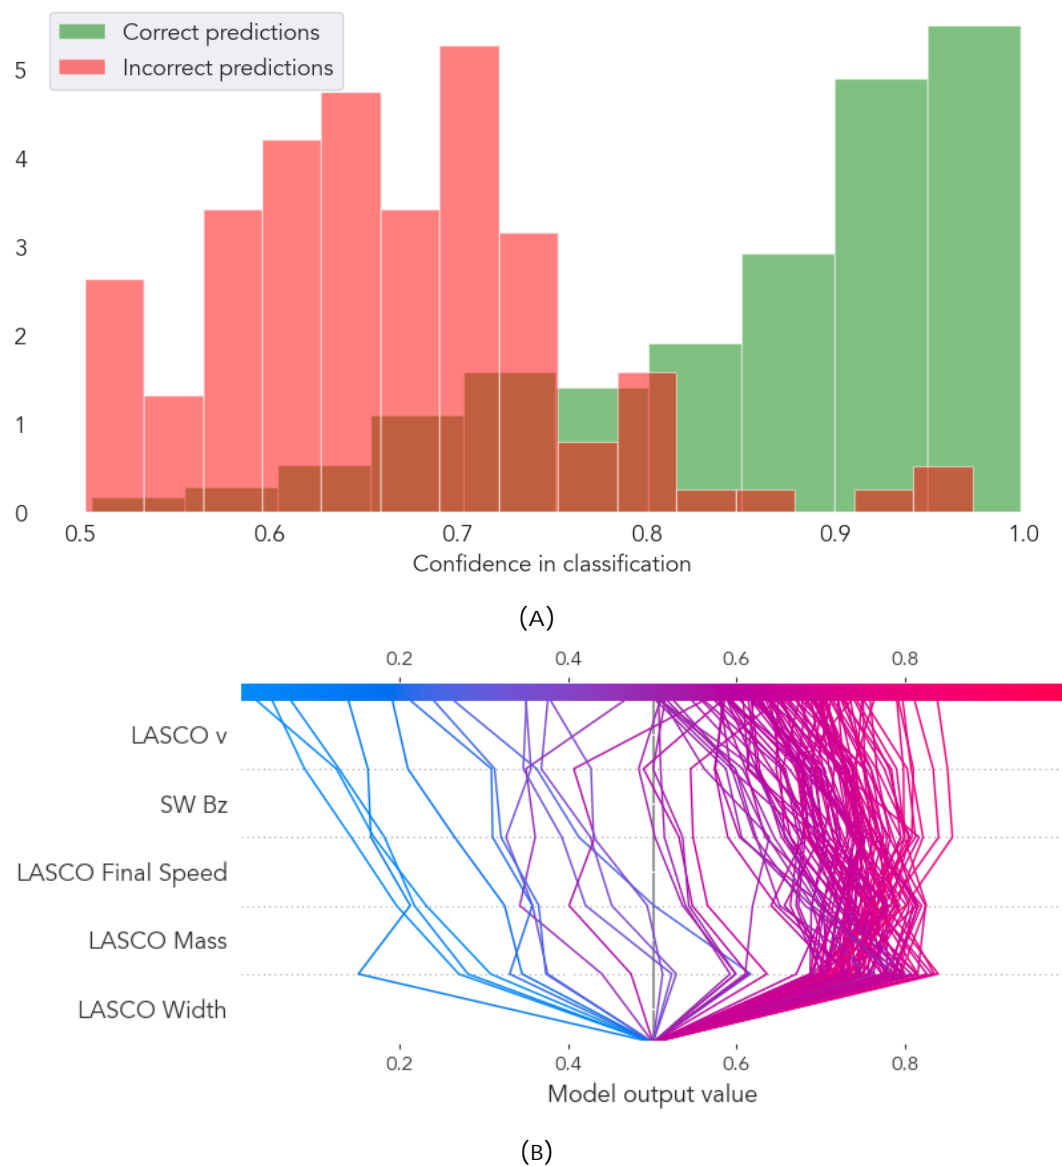 Correct predictions
Incorrect predictions
5
4
3
2
1
0
0.5 0.6 0.7 0.8 0.9 1.0
Confidence in classification
(A)
0.2 0.4 0.6 0.8
LASCO v
SW Bz
LASCO Final Speed
LASCO Mass
LASCO Width
0.2 0.4 0.6 0.8
Model output value
(B)